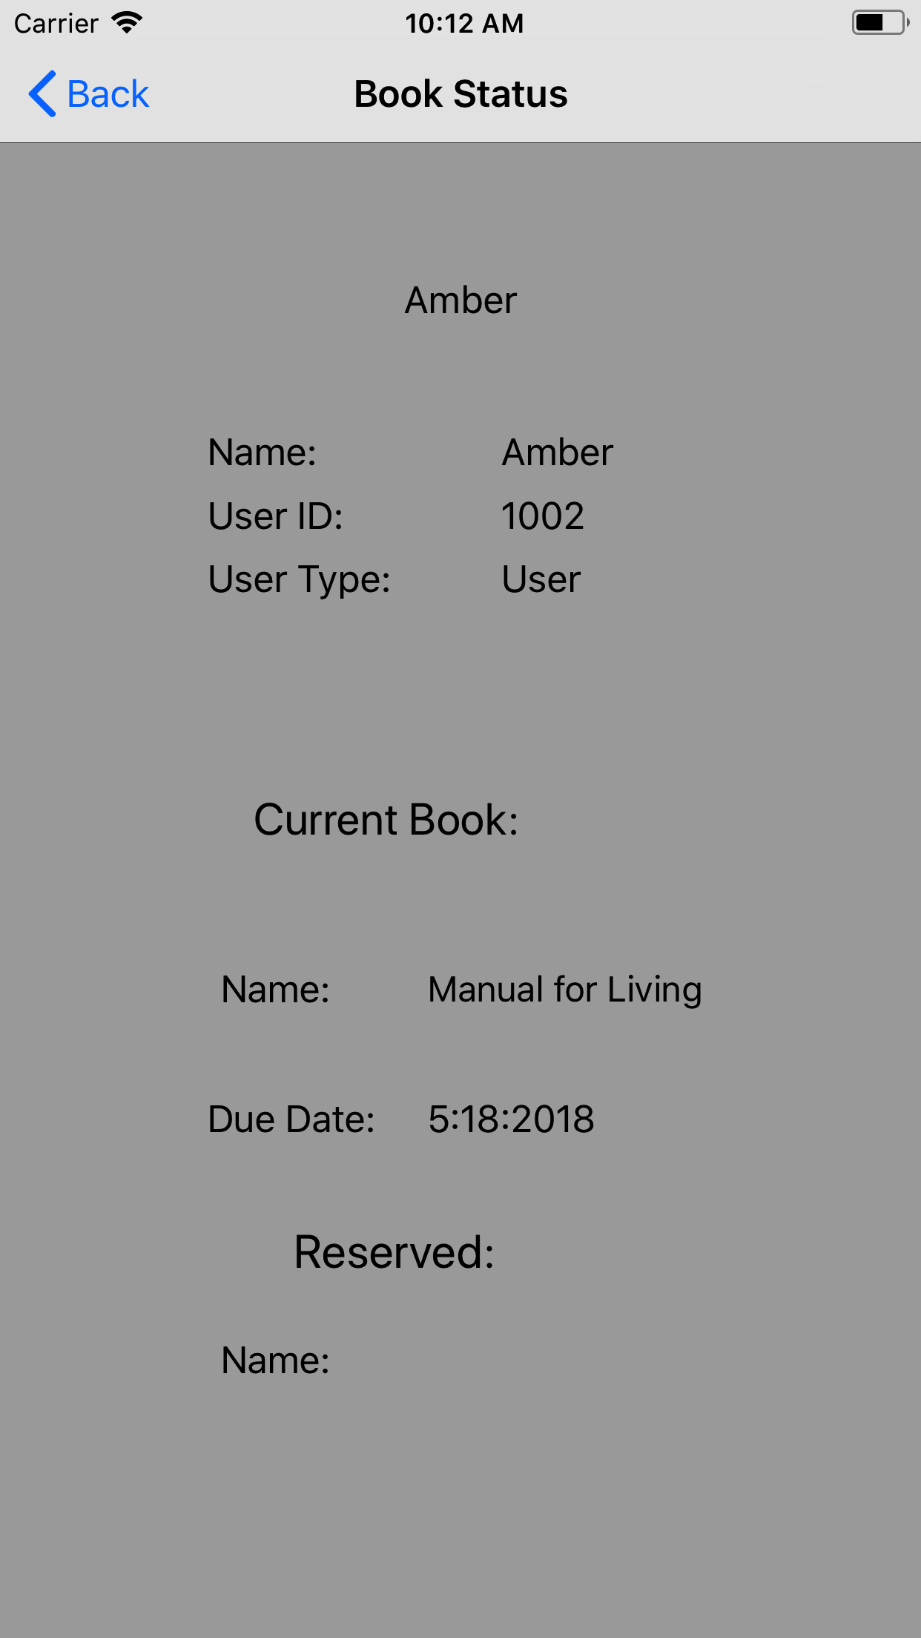 Carrier 10:12 AM
Back Book Status
Amber
Name: Amber
User ID: 1002
User Type: User
Current Book:
Name: Manual for Living
Due Date: 5:18:2018
Reserved:
Name: